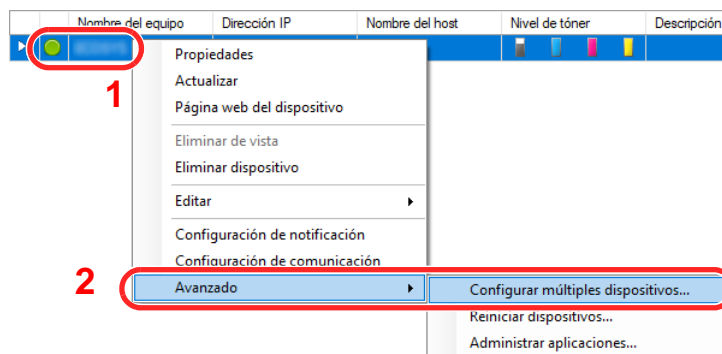 Nombre del equipo Dirección IP Nombre del host Nivel de tóner Descripción
1
Propiedades
Actualizar
Página web del dispositivo
Eliminar de vista
Eliminar dispositivo
Editar
Configuración de notificación
Configuración de comunicación
2
Avanzado Configurar múltiples dispositivos...
Reiniciar dispositivos...
Administrar aplicaciones...